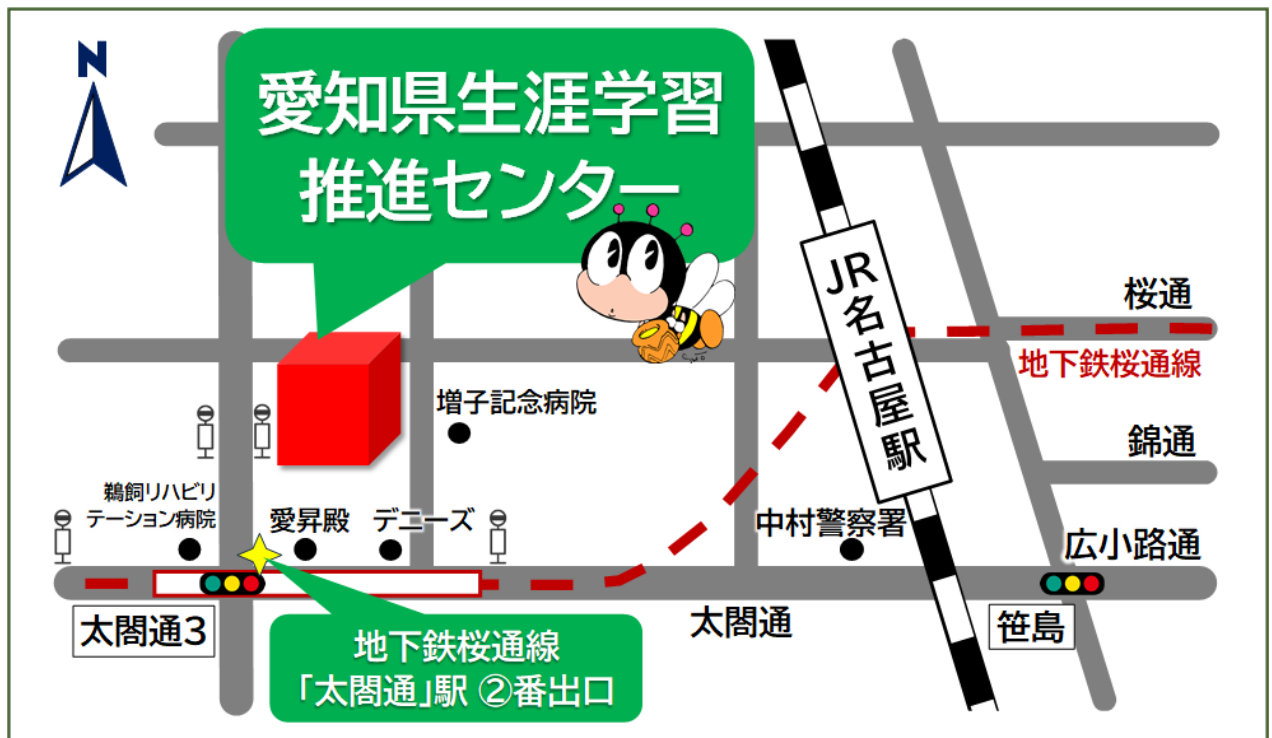 N
愛知県生涯学習
推進センター
JR名古屋駅
桜通
地下鉄桜通線
増子記念病院
錦通
鵜飼リハビリ
テーション病院
愛昇殿
デニーズ
中村警察署
広小路通
太閤通3
太閤通
笹島
地下鉄桜通線
「太閤通」駅 ②番出口